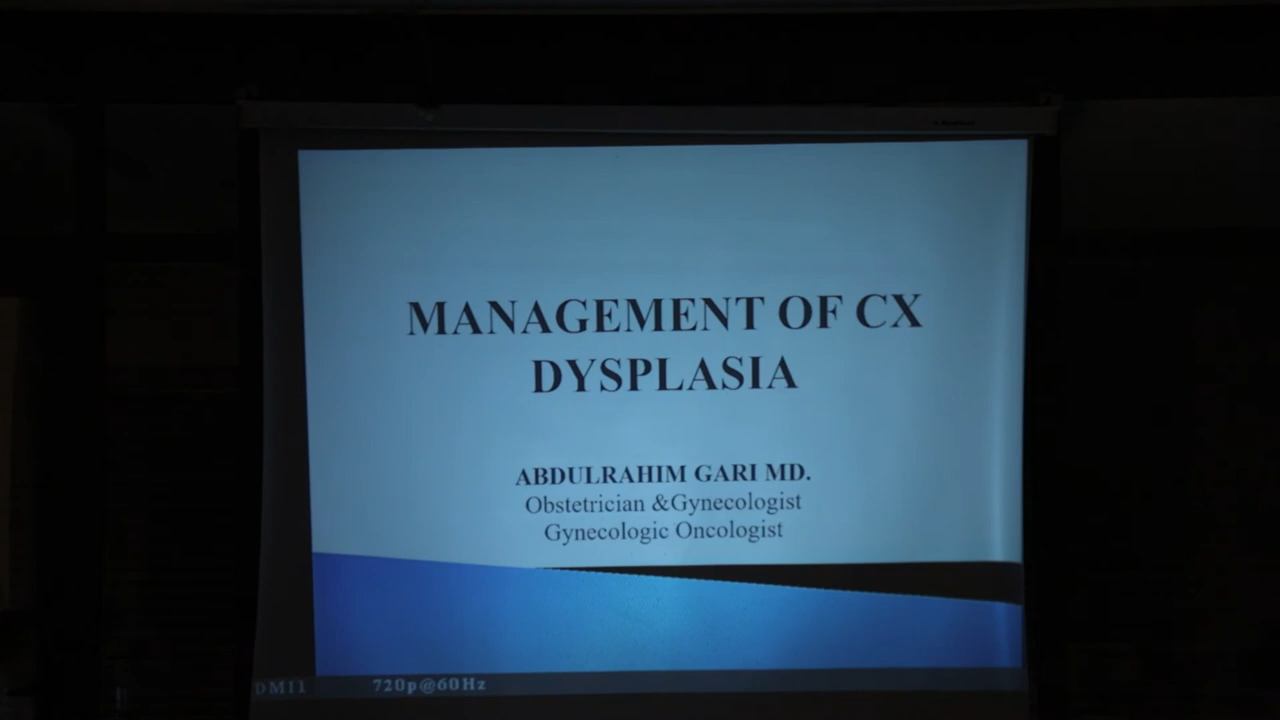 MANAGEMENT OF CX
DYSPLASIA
ABDULRAHIM GARI MD.
Obstetrician &Gynecologist
Gynecologic Oncologist
DMI1 720p@60Hz